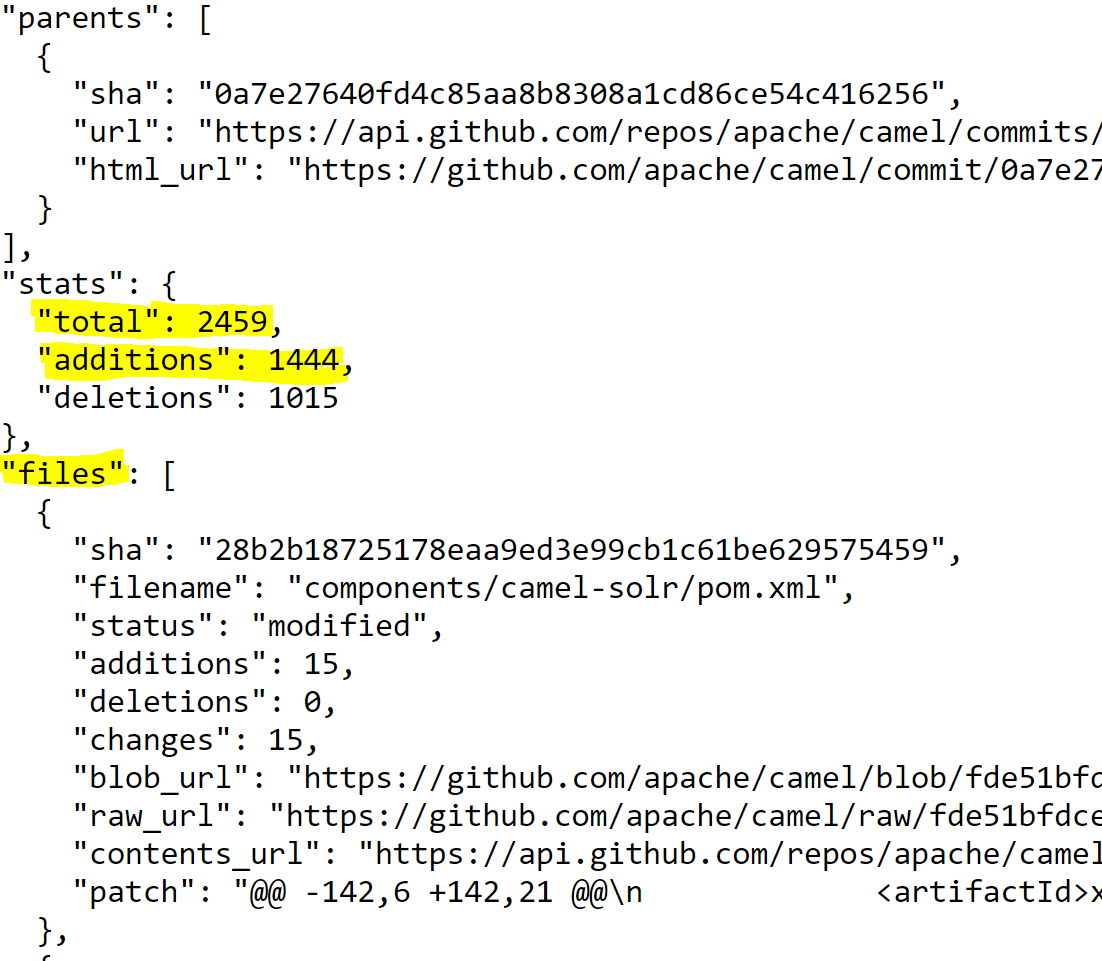 "parents": [
{
"sha": "0a7e27640fd4c85aa8b8308a1cd86ce54c416256",
"url": "https://api.github.com/repos/apache/camel/commits/
"html_url": "https://github.com/apache/camel/commit/0a7e27
}
],
"stats": {
"total": 2459,
"additions": 1444,
"deletions": 1015
},
"files": [
{
"sha": "28b2b18725178eaa9ed3e99cb1c61be629575459",
"filename": "components/camel-solr/pom.xml",
"status": "modified",
"additions": 15,
"deletions": 0,
"changes": 15,
"blob_url": "https://github.com/apache/camel/blob/fde51bfd
"raw_url": "https://github.com/apache/camel/raw/fde51bfdce
"contents_url": "https://api.github.com/repos/apache/camel
"patch": "@@ -142,6 +142,21 @@\n             <artifactId>x
},
{